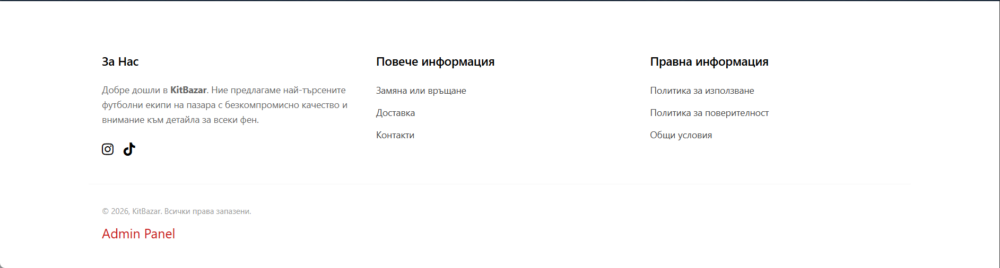 За Нас
Добре дошли в KitBazar. Ние предлагаме най-търсените
футболни екипи на пазара с безкомпромисно качество и
внимание към детайла за всеки фен.
Повече информация
Замяна или връщане
Доставка
Контакти
Правна информация
Политика за използване
Политика за поверителност
Общи условия
© 2026, KitBazar. Всички права запазени.
Admin Panel